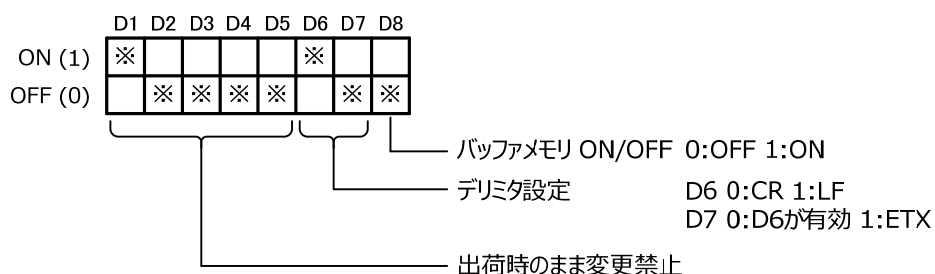 D1 D2 D3 D4 D5 D6 D7 D8
ON (1) ※ ※
OFF (0) ※ ※ ※ ※ ※ ※
バッファメモリ ON/OFF 0:OFF 1:ON
デリミタ設定 D6 0:CR 1:LF
D7 0:D6が有効 1:ETX
出荷時のまま変更禁止